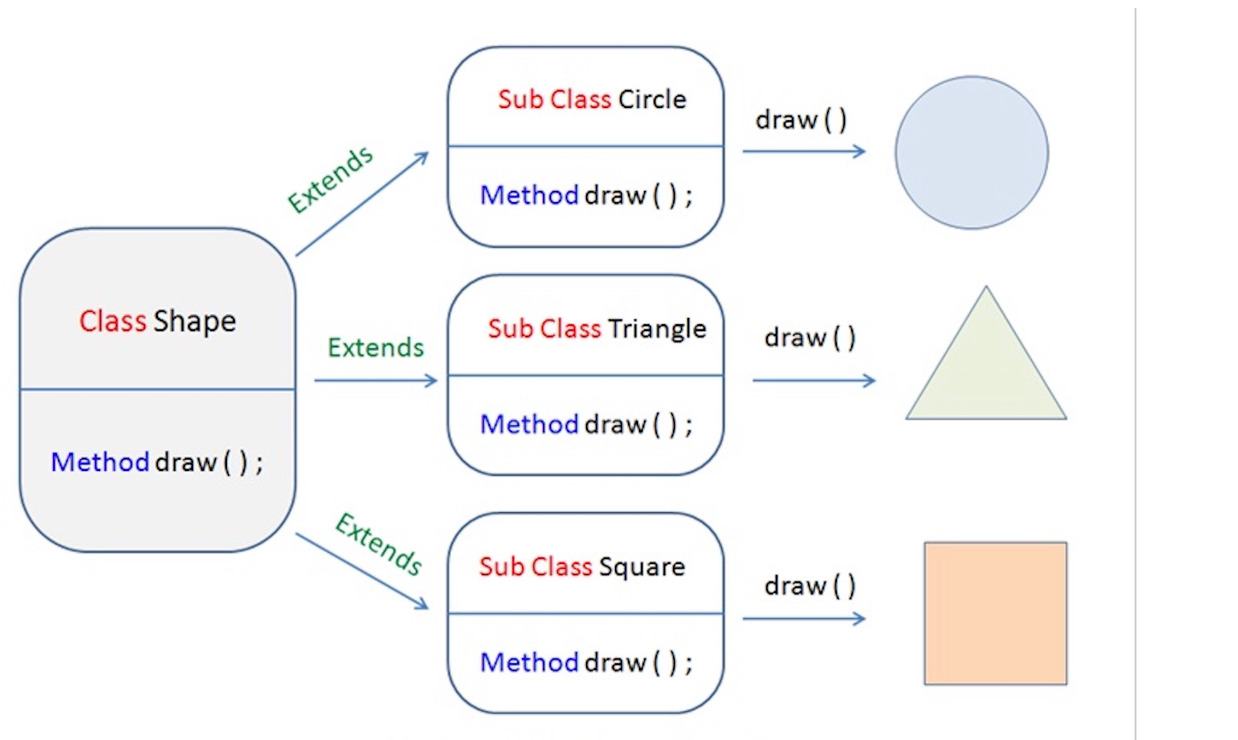 Class Shape
Method draw ( ) ;
Extends
Sub Class Circle
Method draw ( ) ;
draw ( )
Extends
Sub Class Triangle
Method draw ( ) ;
draw ( )
Extends
Sub Class Square
Method draw ( ) ;
draw ( )